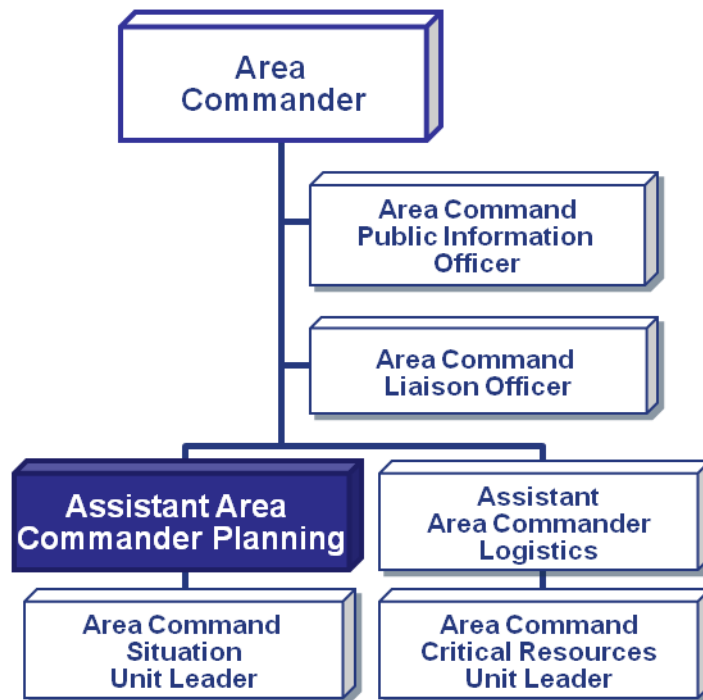 Area
Commander
Area Command
Public Information
Officer
Area Command
Liaison Officer
Assistant Area
Commander Planning
Assistant
Area Commander
Logistics
Area Command
Situation
Unit Leader
Area Command
Critical Resources
Unit Leader